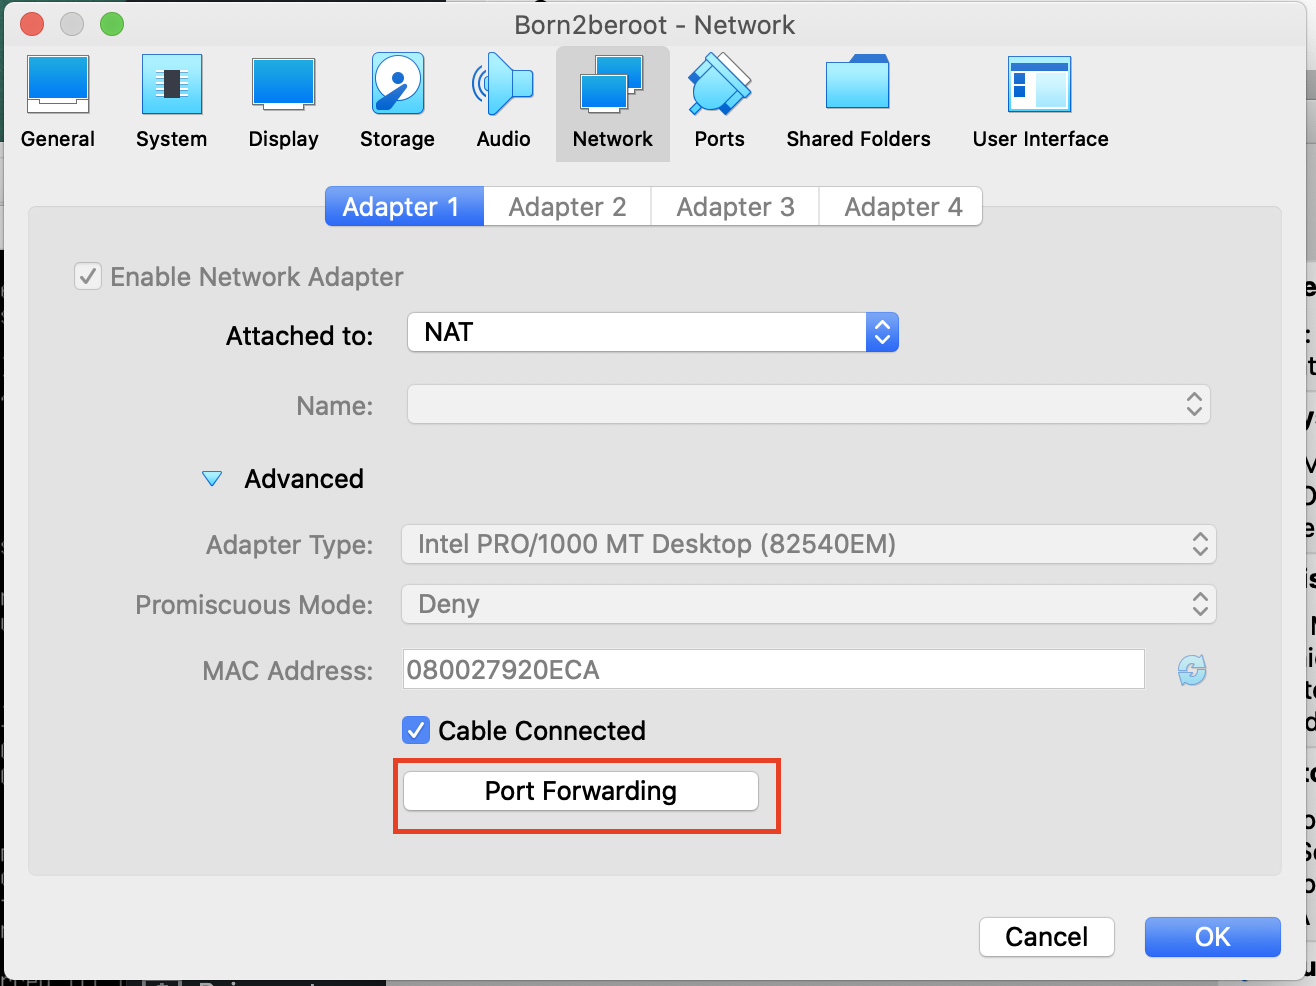 Born2beroot - Network
General System Display Storage Audio Network Ports Shared Folders User Interface
Adapter 1 Adapter 2 Adapter 3 Adapter 4
Enable Network Adapter
Attached to: NAT
Name:
Advanced
Adapter Type: Intel PRO/1000 MT Desktop (82540EM)
Promiscuous Mode: Deny
MAC Address: 080027920ECA
Cable Connected
Port Forwarding
Cancel OK